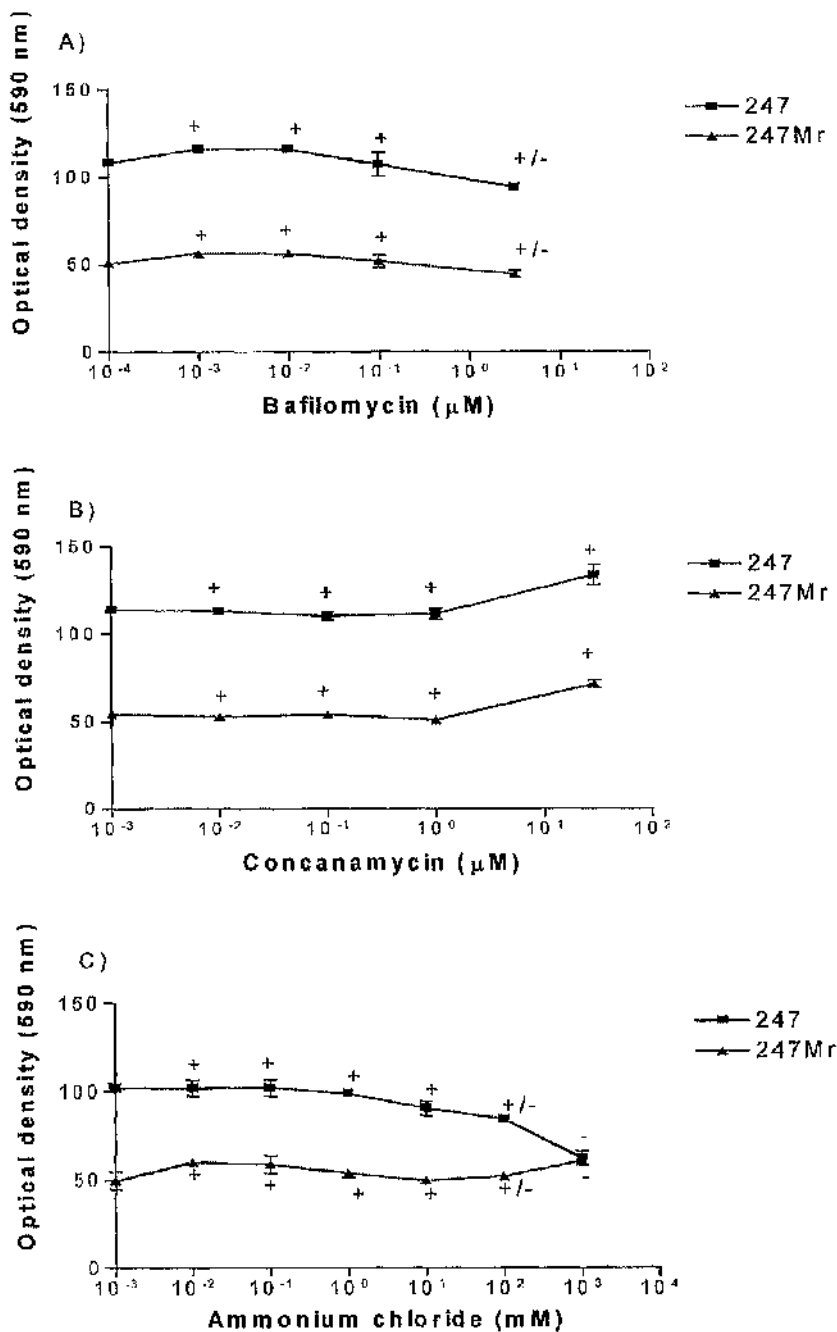 A)
Optical density (590 nm)
150
100
50
0
+ + + +/-
+ + + +/-
247
247Mr
10⁻⁴ 10⁻³ 10⁻² 10⁻¹ 10⁰ 10¹ 10²
Bafilomycin (μM)
B)
Optical density (590 nm)
150
100
50
0
+ + + +
+ + + +
247
247Mr
10⁻³ 10⁻² 10⁻¹ 10⁰ 10¹ 10²
Concanamycin (μM)
C)
Optical density (590 nm)
150
100
50
0
+ + + + +/- -
+ + + + +/- -
247
247Mr
10⁻³ 10⁻² 10⁻¹ 10⁰ 10¹ 10² 10³ 10⁴
Ammonium chloride (mM)